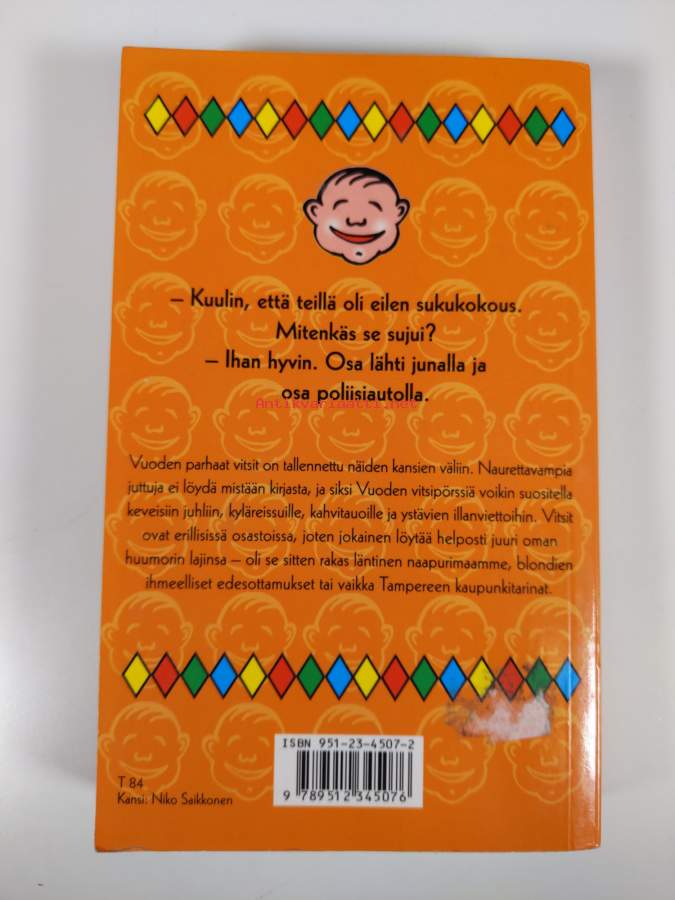 – Kuulin, että teillä oli eilen sukukokous.
Mitenkäs se sujui?
– Ihan hyvin. Osa lähti junalla ja
osa poliisiautolla.
Antikvariaatti.net
Vuoden parhaat vitsit on tallennettu näiden kansien väliin. Naurettavampia
juttuja ei löydä mistään kirjasta, ja siksi Vuoden vitsipörssiä voikin suositella
keveisiin juhliin, kyläreissuille, kahvitauoille ja ystävien illanviettoihin. Vitsit
ovat erillisissä osastoissa, joten jokainen löytää helposti juuri oman
huumorin lajinsa – oli se sitten rakas läntinen naapurimaamme, blondien
ihmeelliset edesottamukset tai vaikka Tampereen kaupunkitarinat.
ISBN 951-23-4507-2
9 789512 345076
T 84
Kansi: Niko Saikkonen